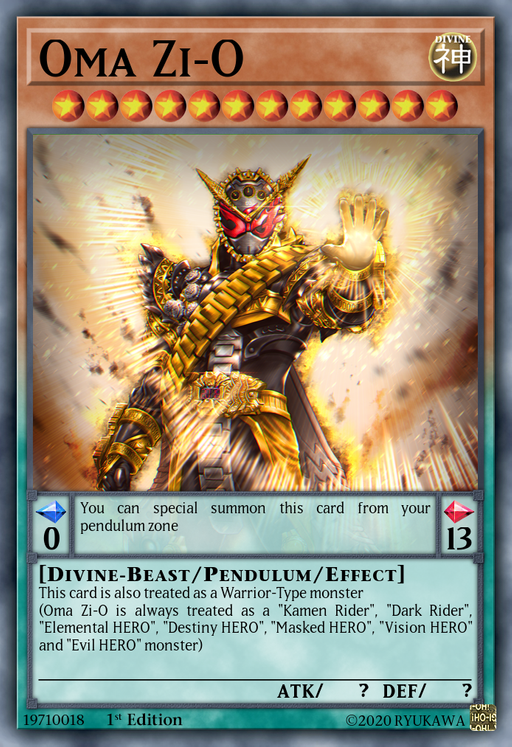 OMA ZI-O
DIVINE
神
You can special summon this card from your
pendulum zone
0
13
[DIVINE-BEAST/PENDULUM/EFFECT]
This card is also treated as a Warrior-Type monster
(Oma Zi-O is always treated as a "Kamen Rider", "Dark Rider",
"Elemental HERO", "Destiny HERO", "Masked HERO", "Vision HERO"
and "Evil HERO" monster)
ATK/ ? DEF/ ?
19710018 1st Edition ©2020 RYUKAWA